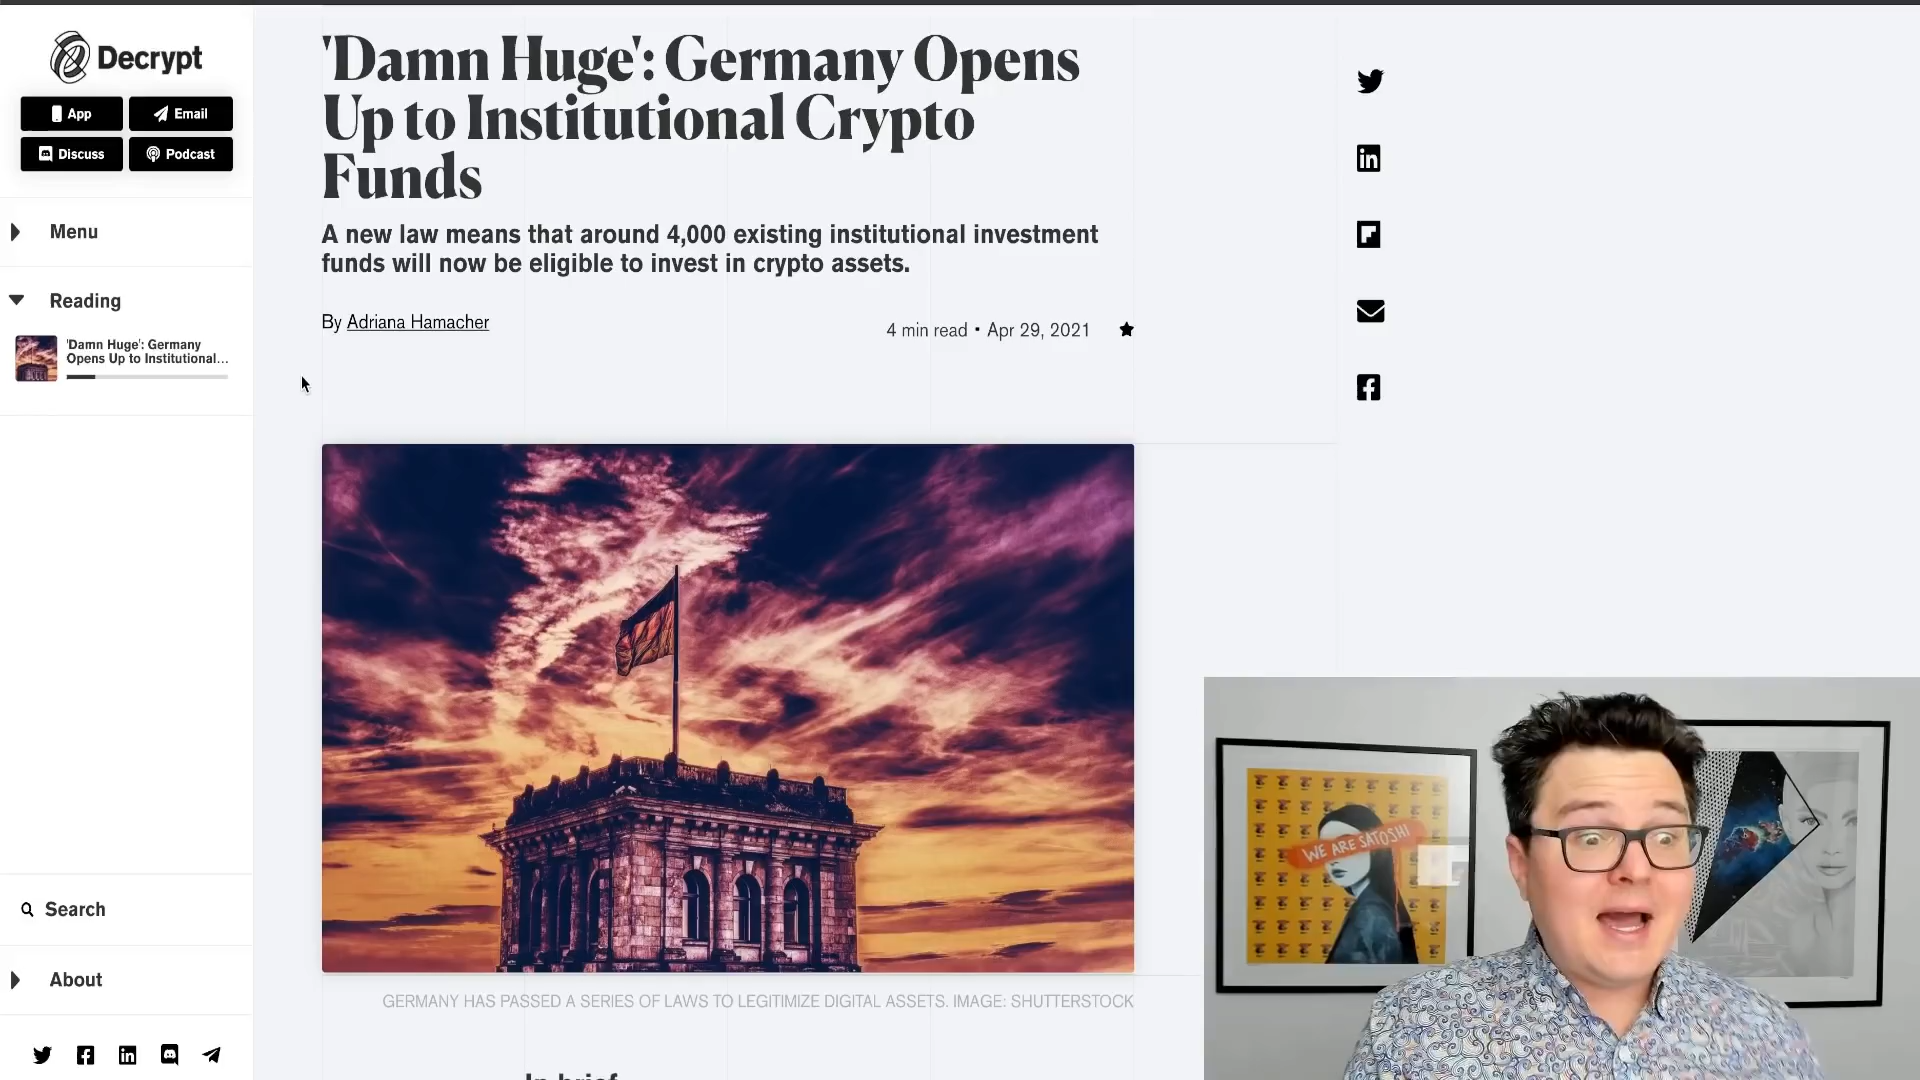 Decrypt
App
Email
Discuss
Podcast
Menu
Reading
'Damn Huge': Germany
Opens Up to Institutional...
Search
About
'Damn Huge': Germany Opens
Up to Institutional Crypto
Funds
A new law means that around 4,000 existing institutional investment
funds will now be eligible to invest in crypto assets.
By Adriana Hamacher
4 min read • Apr 29, 2021
GERMANY HAS PASSED A SERIES OF LAWS TO LEGITIMIZE DIGITAL ASSETS. IMAGE: SHUTTERSTOCK
In brief
WE ARE SATOSHI